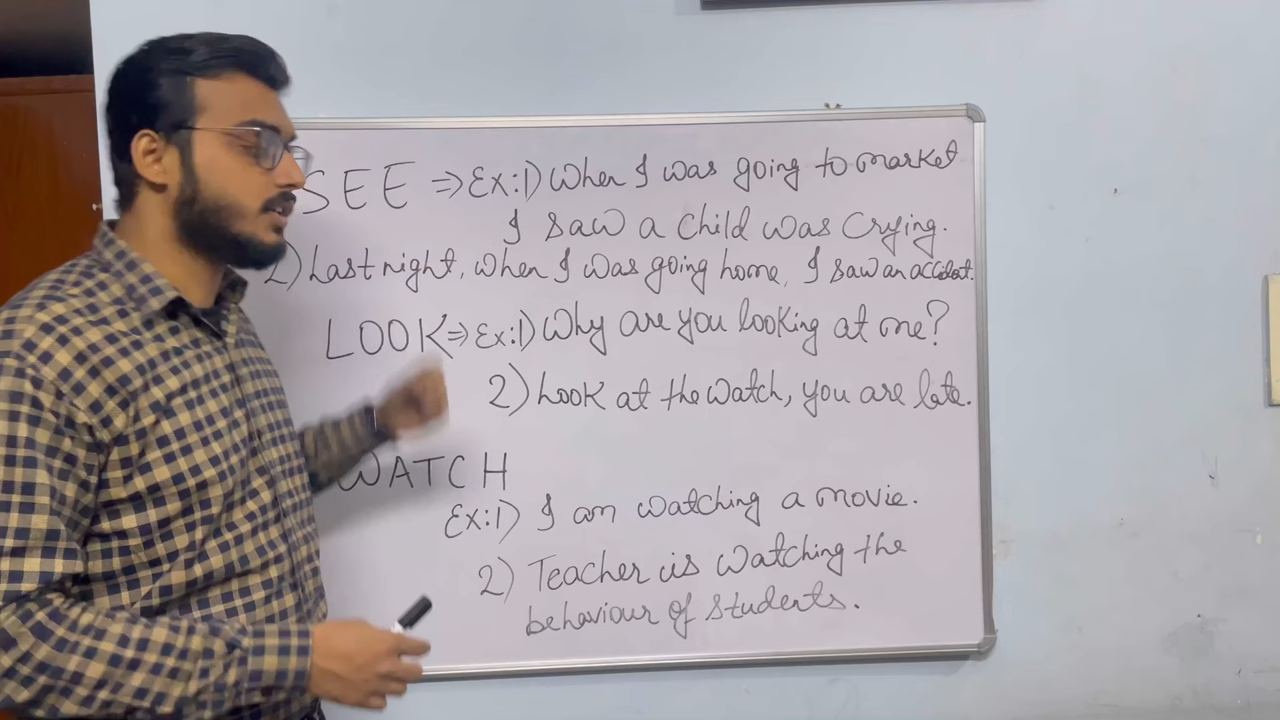 SEE ⇒ Ex:1) When I was going to market
I saw a child was crying.
2) Last night, when I was going home, I saw an accident.
LOOK ⇒ Ex:1) Why are you looking at me?
2) Look at the watch, you are late.
WATCH
Ex:1) I am watching a movie.
2) Teacher is watching the
behaviour of students.